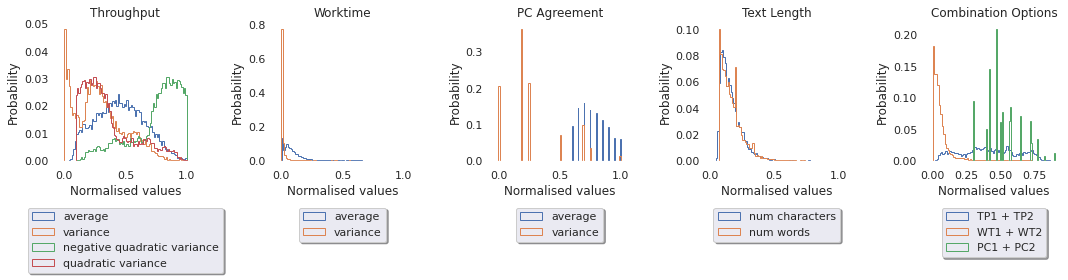 Throughput
Probability
0.05
0.04
0.03
0.02
0.01
0.00
0.0 0.5 1.0
Normalised values
average
variance
negative quadratic variance
quadratic variance
Worktime
Probability
0.8
0.6
0.4
0.2
0.0
0.0 0.5 1.0
Normalised values
average
variance
PC Agreement
Probability
0.3
0.2
0.1
0.0
0.0 0.5 1.0
Normalised values
average
variance
Text Length
Probability
0.10
0.08
0.06
0.04
0.02
0.00
0.0 0.5 1.0
Normalised values
num characters
num words
Combination Options
Probability
0.20
0.15
0.10
0.05
0.00
0.00 0.25 0.50 0.75
Normalised values
TP1 + TP2
WT1 + WT2
PC1 + PC2